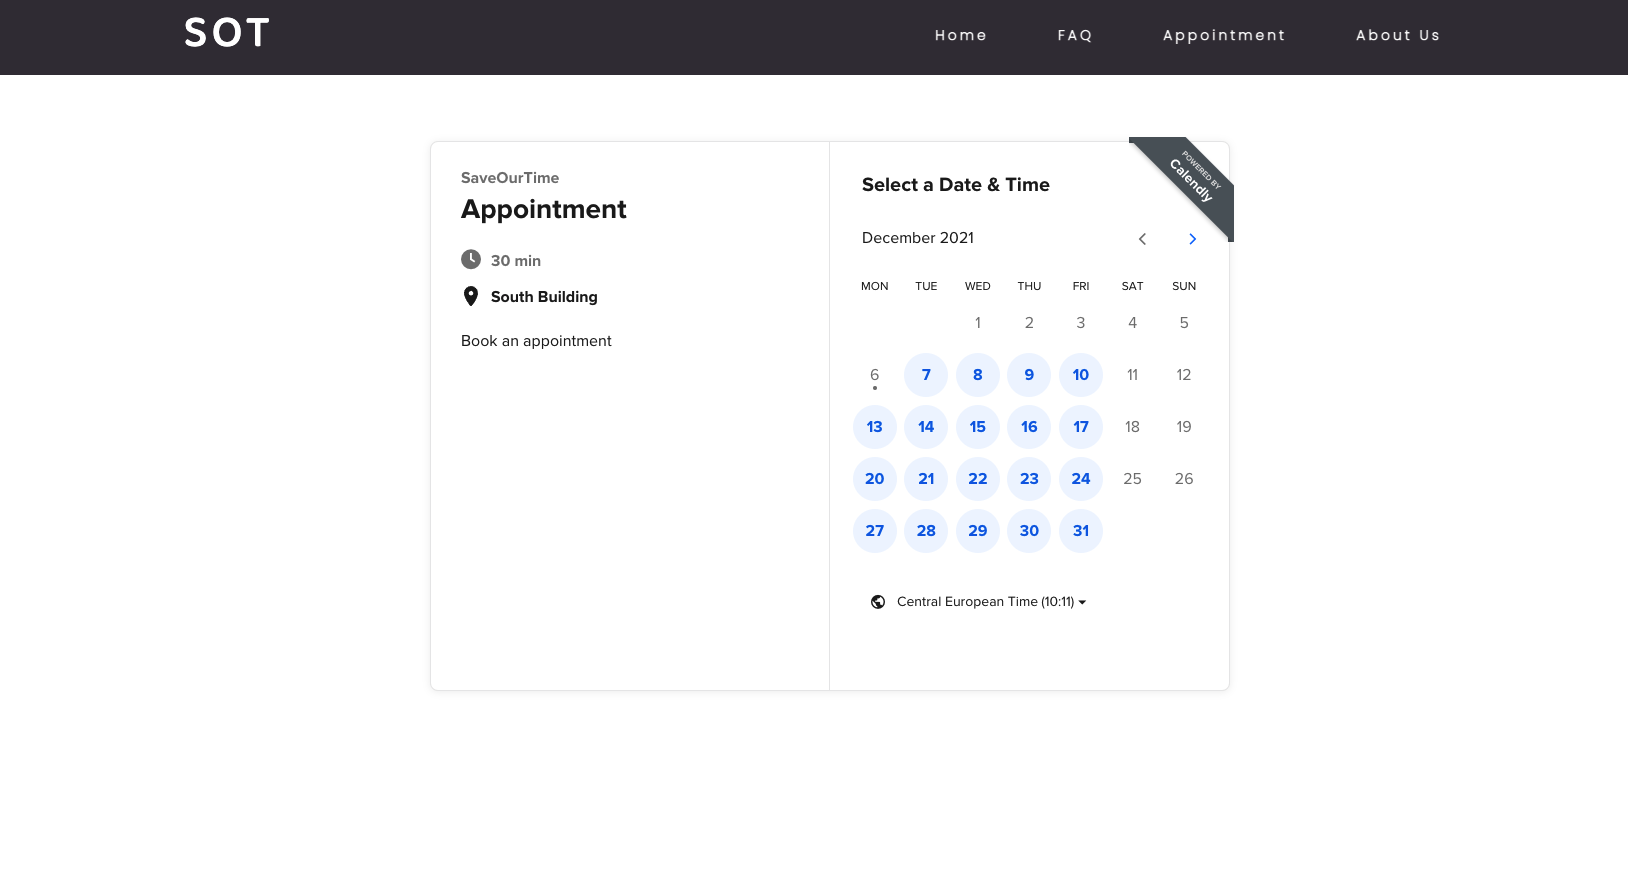 SOT
Home FAQ Appointment About Us
SaveOurTime
Appointment
30 min
South Building
Book an appointment
POWERED BY
Calendly
Select a Date & Time
December 2021
MON TUE WED THU FRI SAT SUN
1 2 3 4 5
6 7 8 9 10 11 12
13 14 15 16 17 18 19
20 21 22 23 24 25 26
27 28 29 30 31
Central European Time (10:11)